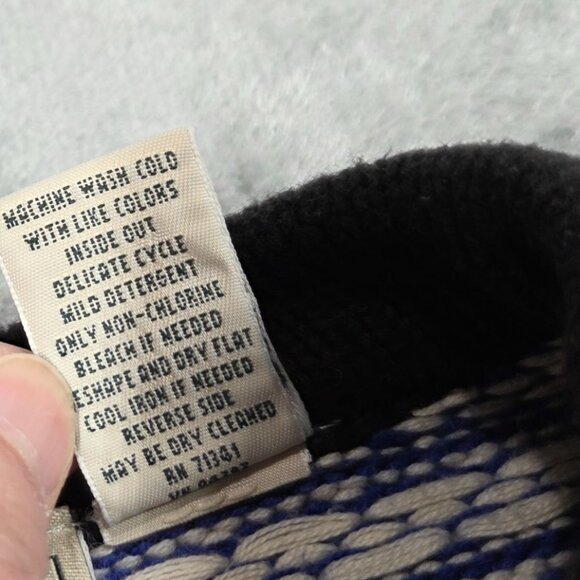 MACHINE WASH COLD
WITH LIKE COLORS
INSIDE OUT
DELICATE CYCLE
MILD DETERGENT
ONLY NON-CHLORINE
BLEACH IF NEEDED
ESHAPE AND DRY FLAT
COOL IRON IF NEEDED
REVERSE SIDE
MAY BE DRY CLEANED
RN 71341